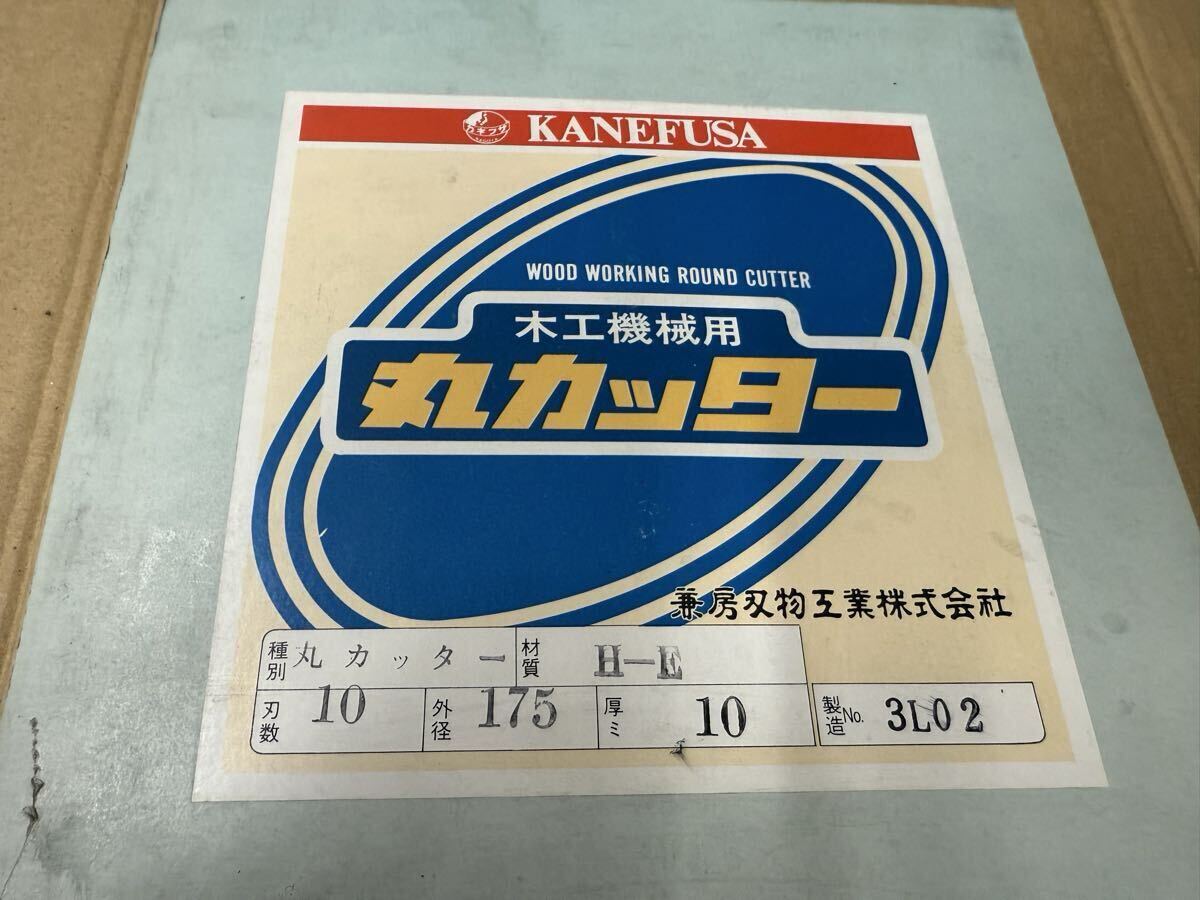 カネフサ KANEFUSA
WOOD WORKING ROUND CUTTER
木工機械用
丸カッター
兼房刃物工業株式会社
種別 丸カッター 材質 H-E
刃数 10 外径 175 厚ミ 10 製造No. 3L02